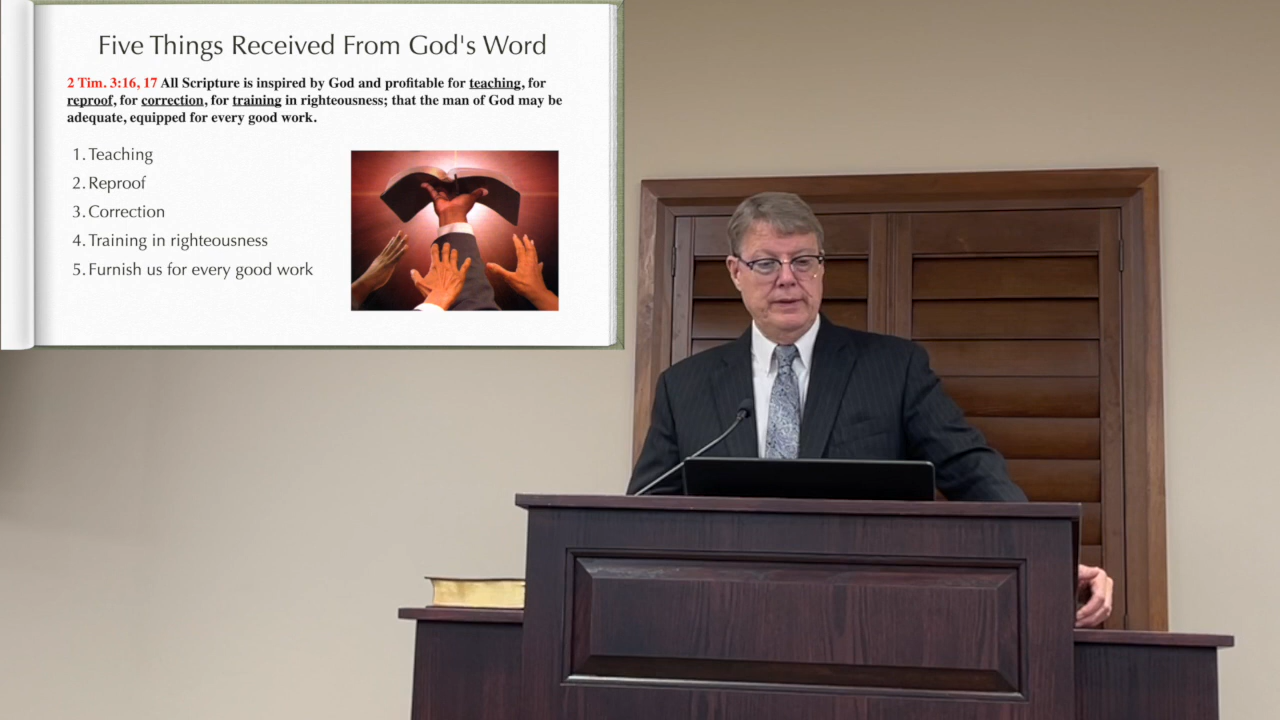 Five Things Received From God's Word
2 Tim. 3:16, 17 All Scripture is inspired by God and profitable for teaching, for
reproof, for correction, for training in righteousness; that the man of God may be
adequate, equipped for every good work.
1. Teaching
2. Reproof
3. Correction
4. Training in righteousness
5. Furnish us for every good work